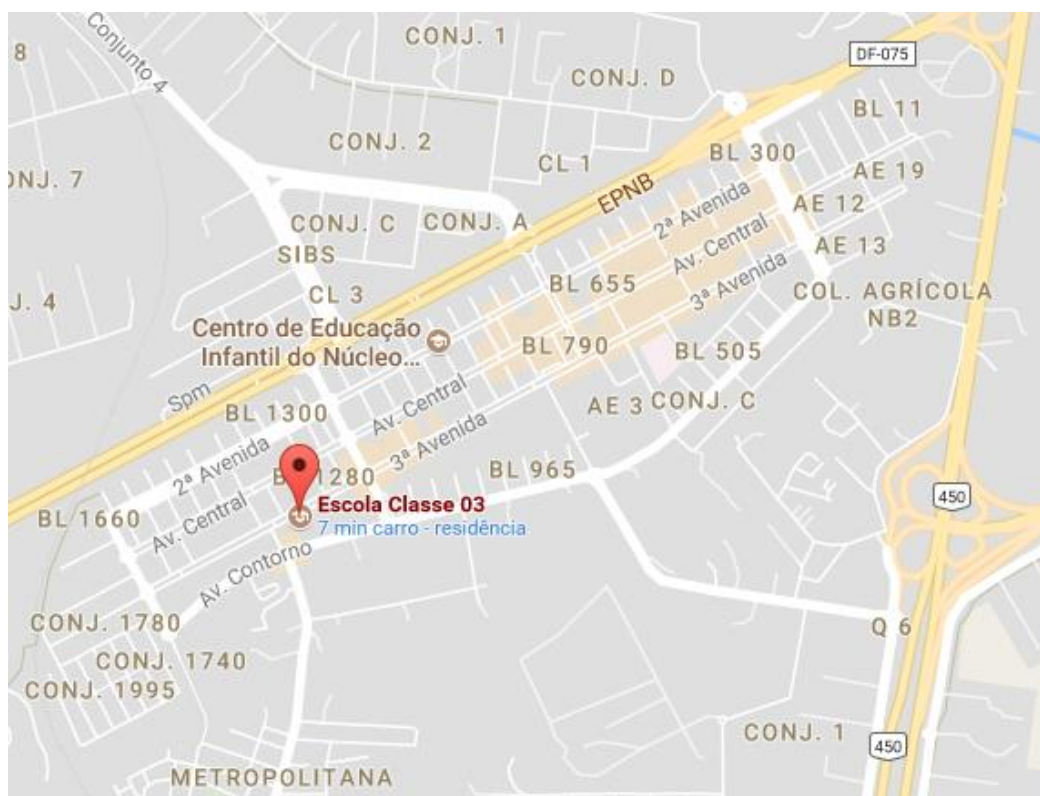 CONJ. 1
DF-075
8
Conjunto 4
CONJ. D
BL 11
CONJ. 2
CL 1
BL 300
AE 19
ONJ. 7
EPNB
2ª Avenida
AE 12
CONJ. C
CONJ. A
Av. Central
AE 13
SIBS
BL 655
3ª Avenida
COL. AGRÍCOLA
NB2
J. 4
CL 3
Centro de Educação
Infantil do Núcleo...
BL 790
BL 505
Spm
Av. Central
AE 3
CONJ. C
BL 1300
3ª Avenida
2ª Avenida
1280
BL 965
450
Escola Classe 03
7 min carro - residência
BL 1660
Av. Central
Av. Contorno
CONJ. 1780
Q 6
CONJ. 1740
CONJ. 1995
CONJ. 1
450
METROPOLITANA